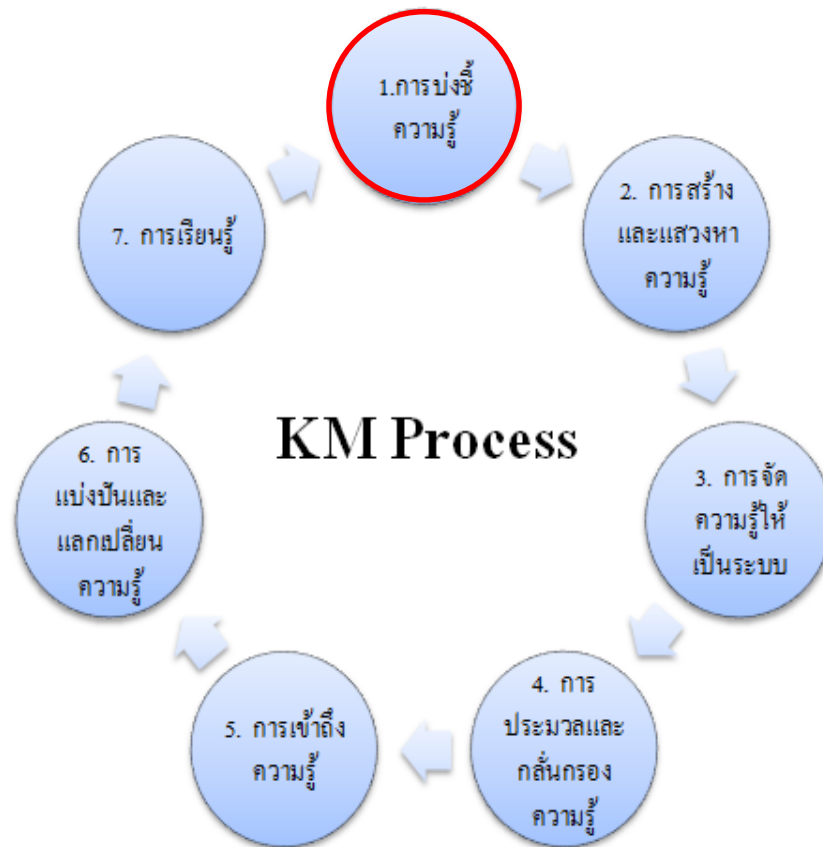 1.การบ่งชี้
ความรู้
2. การสร้าง
และแสวงหา
ความรู้
3. การจัด
ความรู้ให้
เป็นระบบ
4. การ
ประมวลและ
กลั่นกรอง
ความรู้
5. การเข้าถึง
ความรู้
6. การ
แบ่งปันและ
แลกเปลี่ยน
ความรู้
7. การเรียนรู้
KM Process